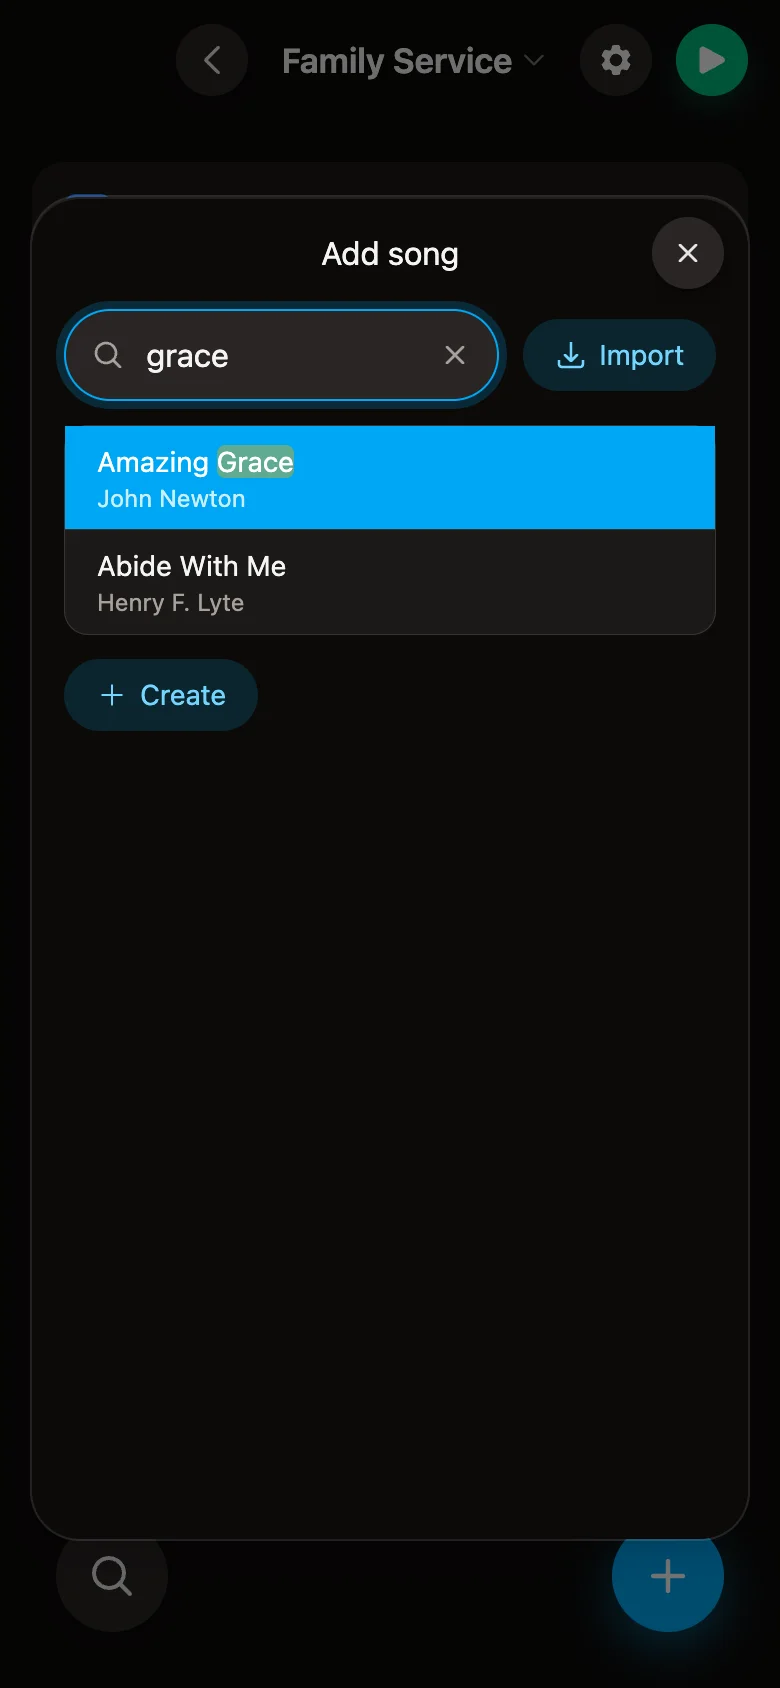 Family Service
Add song
grace
Import
Amazing Grace
John Newton
Abide With Me
Henry F. Lyte
Create